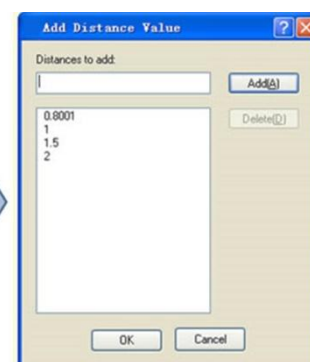 Add Distance Value
Distances to add:
Add(A)
0.8001
1
1.5
2
Delete(D)
OK
Cancel